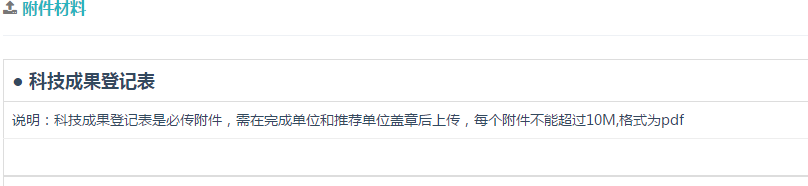 附件材料
● 科技成果登记表
说明：科技成果登记表是必传附件，需在完成单位和推荐单位盖章后上传，每个附件不能超过10M,格式为pdf